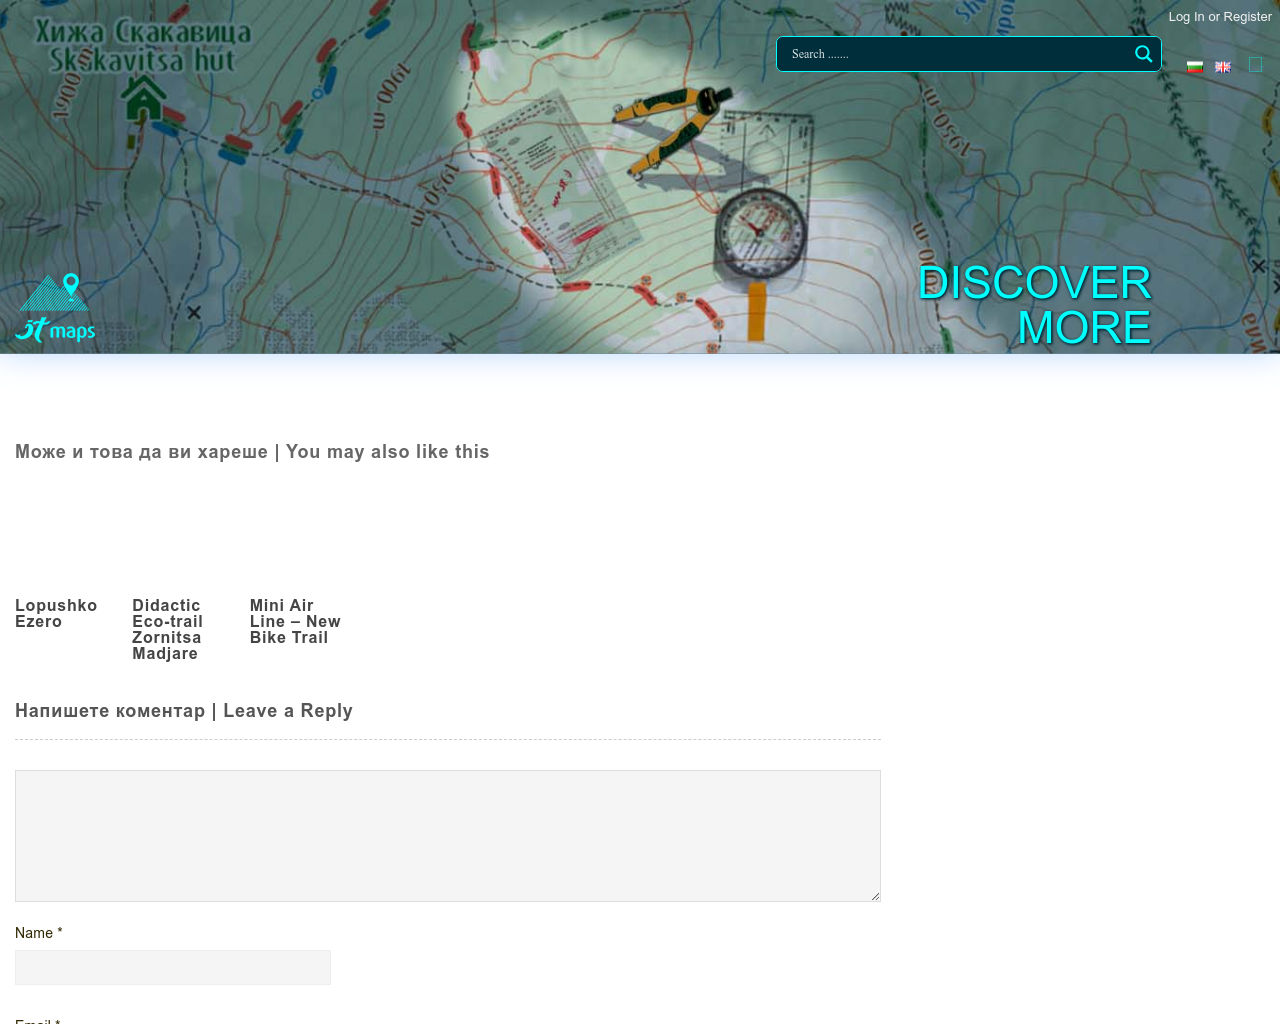 Log In or Register
Хижа Скакавица
Skakavitsa hut
Search .......
1900 m
1900 m
1950 m
1950 m
DISCOVER
MORE
5t maps
Може и това да ви хареше | You may also like this
Lopushko
Ezero
Didactic
Eco-trail
Zornitsa
Madjare
Mini Air
Line – New
Bike Trail
Напишете коментар | Leave a Reply
Name *
Email *